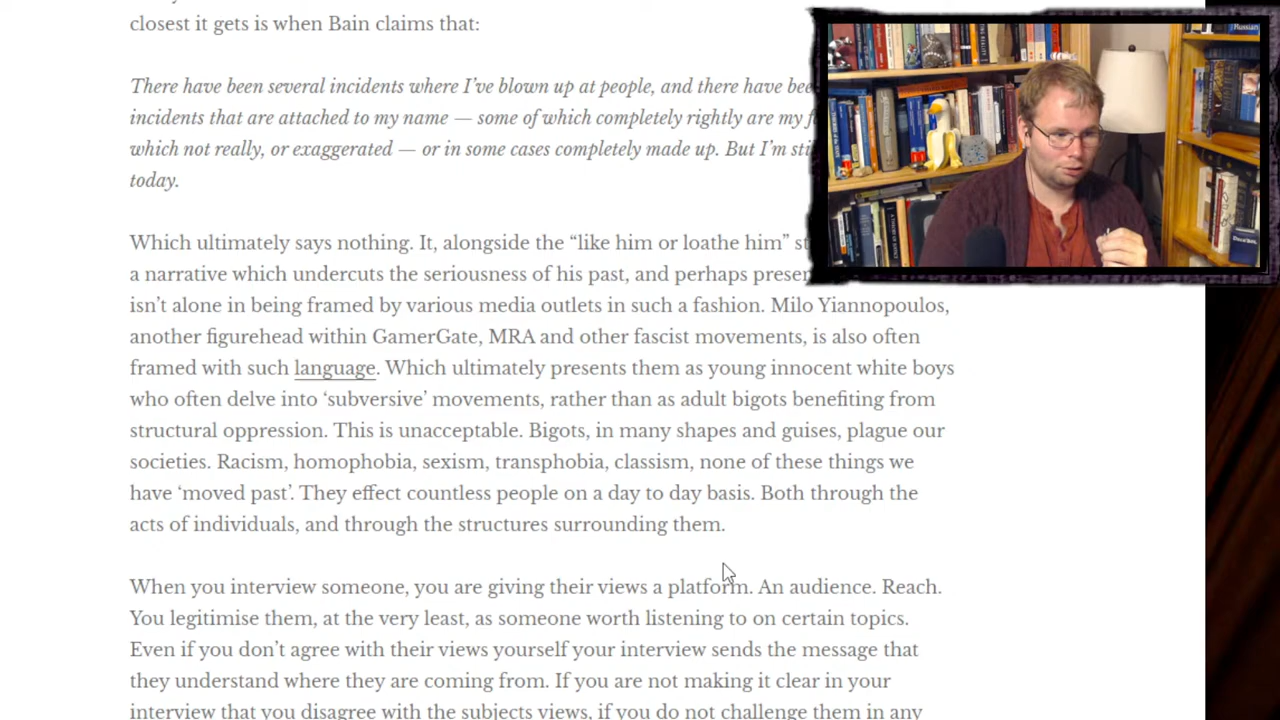 closest it gets is when Bain claims that:
There have been several incidents where I've blown up at people, and there have
incidents that are attached to my name — some of which completely rightly are my
which not really, or exaggerated — or in some cases completely made up. But I'm
today.
Which ultimately says nothing. It, alongside the “like him or loathe him”
a narrative which undercuts the seriousness of his past, and perhaps
isn't alone in being framed by various media outlets in such a fashion. Milo Yiannopoulos,
another figurehead within GamerGate, MRA and other fascist movements, is also often
framed with such language. Which ultimately presents them as young innocent white boys
who often delve into ‘subversive’ movements, rather than as adult bigots benefiting from
structural oppression. This is unacceptable. Bigots, in many shapes and guises, plague our
societies. Racism, homophobia, sexism, transphobia, classism, none of these things we
have ‘moved past’. They effect countless people on a day to day basis. Both through the
acts of individuals, and through the structures surrounding them.
When you interview someone, you are giving their views a platform. An audience. Reach.
You legitimise them, at the very least, as someone worth listening to on certain topics.
Even if you don't agree with their views yourself your interview sends the message that
they understand where they are coming from. If you are not making it clear in your
interview that you disagree with the subjects views, if you do not challenge them in any